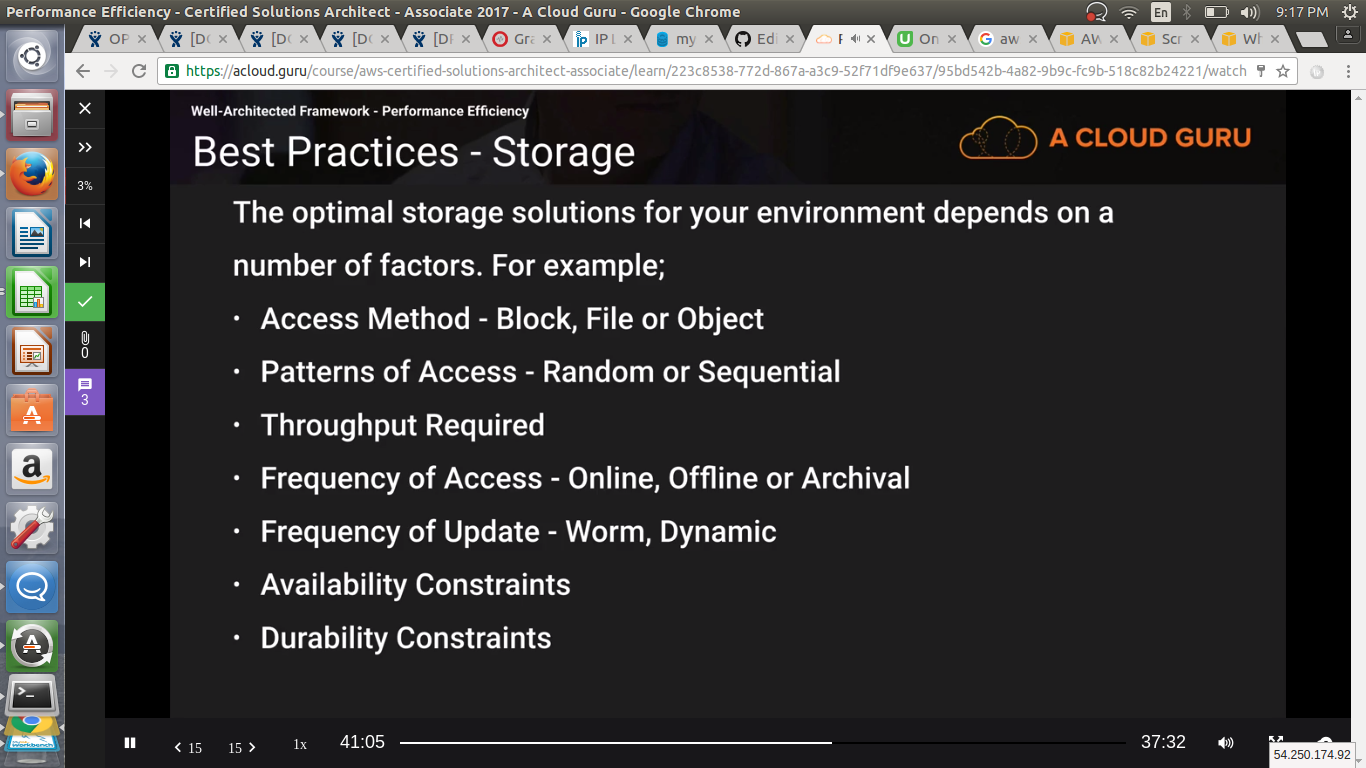 Performance Efficiency - Certified Solutions Architect - Associate 2017 - A Cloud Guru - Google Chrome
En
9:17 PM
OP
[DC
[DC
[DC
[DF
Gra
IP L
my
Edi
F
On
aw
AW
Scr
Wh
https://acloud.guru/course/aws-certified-solutions-architect-associate/learn/223c8538-772d-867a-a3c9-52f71df9e637/95bd542b-4a82-9b9c-fc9b-518c82b24221/watch
Well-Architected Framework - Performance Efficiency
Best Practices - Storage
A CLOUD GURU
3%
0
3
The optimal storage solutions for your environment depends on a
number of factors. For example;
• Access Method - Block, File or Object
• Patterns of Access - Random or Sequential
• Throughput Required
• Frequency of Access - Online, Offline or Archival
• Frequency of Update - Worm, Dynamic
• Availability Constraints
• Durability Constraints
15
15
1x
41:05
37:32
54.250.174.92